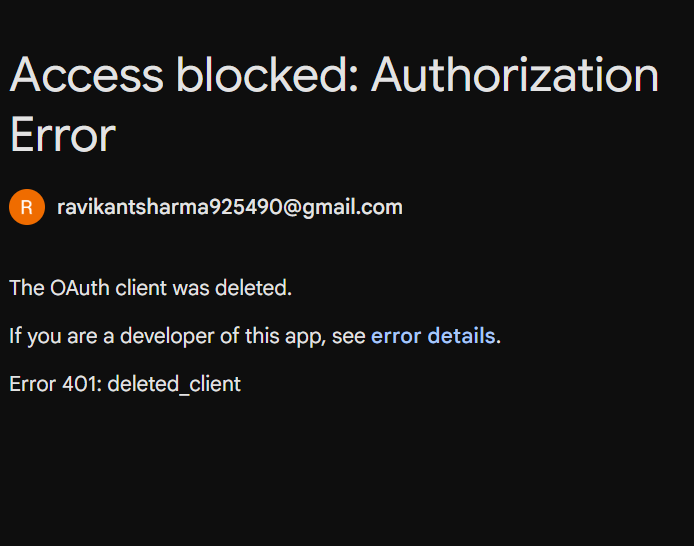 Access blocked: Authorization
Error
R
ravikantsharma925490@gmail.com
The OAuth client was deleted.
If you are a developer of this app, see error details.
Error 401: deleted_client